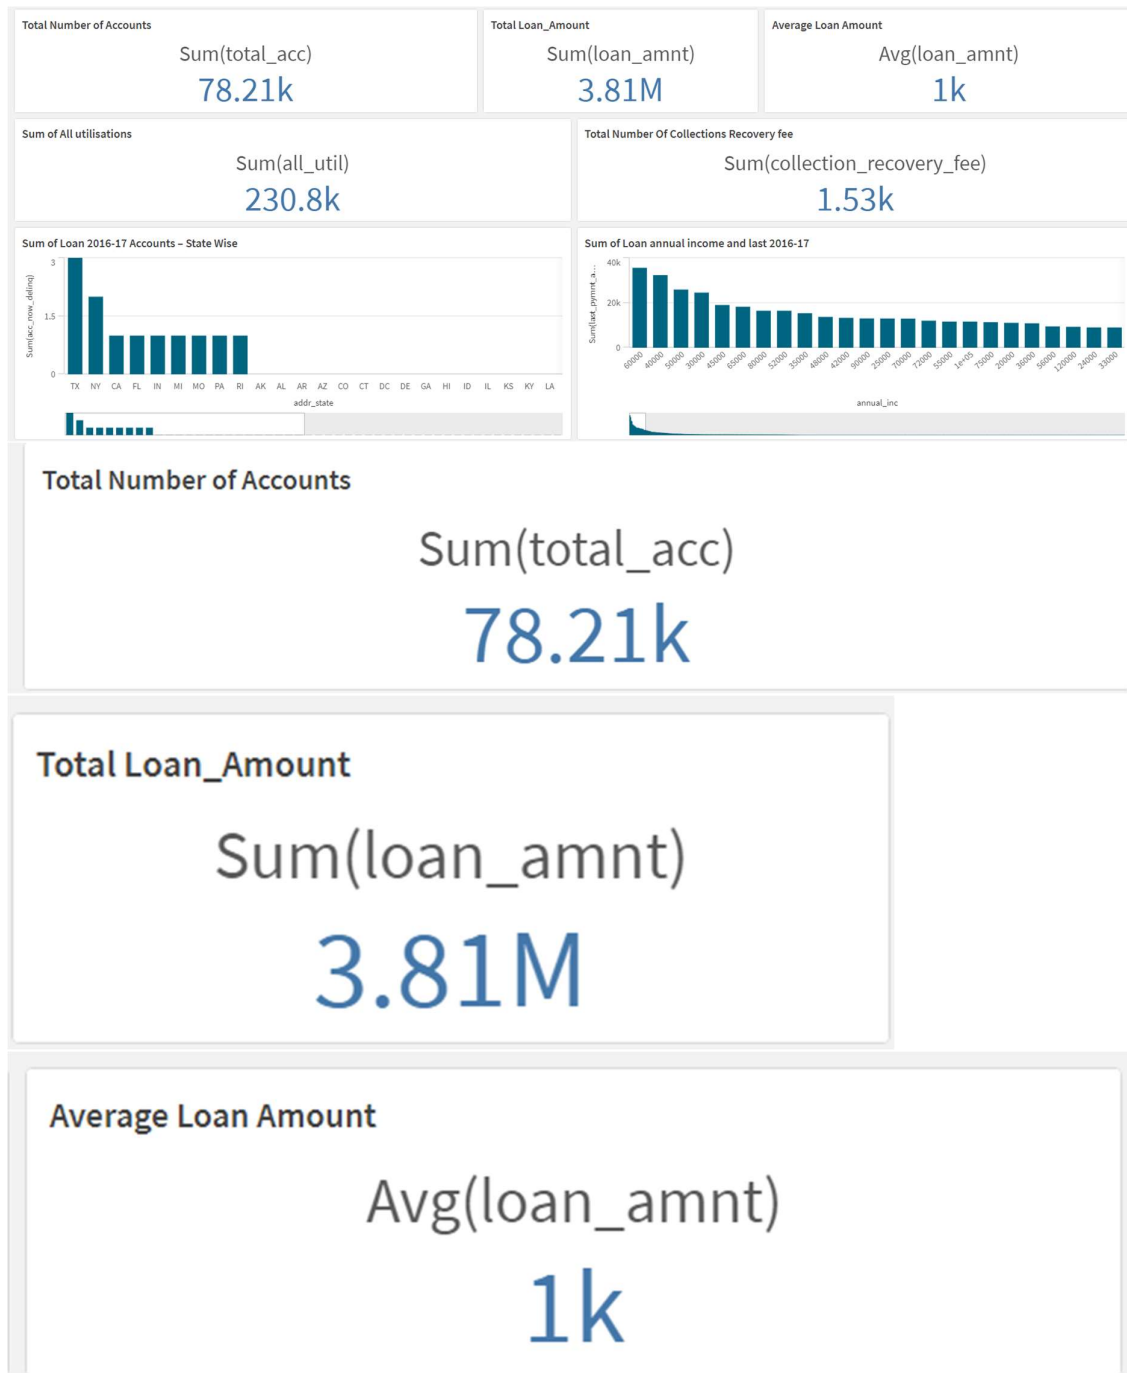 Total Number of Accounts
Sum(total_acc)
78.21k
Total Loan_Amount
Sum(loan_amnt)
3.81M
Average Loan Amount
Avg(loan_amnt)
1k
Sum of All utilisations
Sum(all_util)
230.8k
Total Number Of Collections Recovery fee
Sum(collection_recovery_fee)
1.53k
Sum of Loan 2016-17 Accounts – State Wise
Sum(acc_now_delinq)
3
1.5
0
TX NY CA FL IN MI MO PA RI AK AL AR AZ CO CT DC DE GA HI ID IL KS KY LA
addr_state
Sum of Loan annual income and last 2016-17
Sum(last_pymnt_a...
40k
20k
0
60000 40000 50000 30000 45000 65000 80000 52000 35000 48000 42000 90000 25000 70000 72000 55000 1e+05 75000 20000 36000 56000 120000 24000 33000
annual_inc
Total Number of Accounts
Sum(total_acc)
78.21k
Total Loan_Amount
Sum(loan_amnt)
3.81M
Average Loan Amount
Avg(loan_amnt)
1k